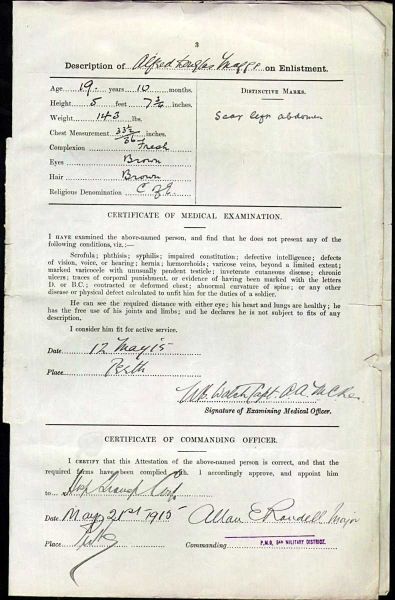 3
Description of Alfred Douglas Maggs on Enlistment.
Age 19 years 10 months.
Height 5 feet 7¾ inches.
Weight 143 lbs.
Chest Measurement 33½/36 inches.
Complexion Fresh
Eyes Brown
Hair Brown
Religious Denomination C of E
Distinctive Marks.
Scar left abdomen
CERTIFICATE OF MEDICAL EXAMINATION.
I have examined the above-named person, and find that he does not present any of the
following conditions, viz.:—
Scrofula; phthisis; syphilis; impaired constitution; defective intelligence; defects
of vision, voice, or hearing; hernia; hæmorrhoids; varicose veins, beyond a limited extent;
marked varicocele with unusually pendent testicle; inveterate cutaneous disease; chronic
ulcers; traces of corporal punishment, or evidence of having been marked with the letters
D. or B.C.; contracted or deformed chest; abnormal curvature of spine; or any other
disease or physical defect calculated to unfit him for the duties of a soldier.
He can see the required distance with either eye; his heart and lungs are healthy; he
has the free use of his joints and limbs; and he declares he is not subject to fits of any
description.
I consider him fit for active service.
Date 12 May 15
Place Perth
Capt. A.A.M.C.
Signature of Examining Medical Officer.
CERTIFICATE OF COMMANDING OFFICER.
I certify that this Attestation of the above-named person is correct, and that the
required forms have been complied with. I accordingly approve, and appoint him
to
Date May 21st 1915 Allan E Randell Major
Place Commanding P.M.O. 5th MILITARY DISTRICT.